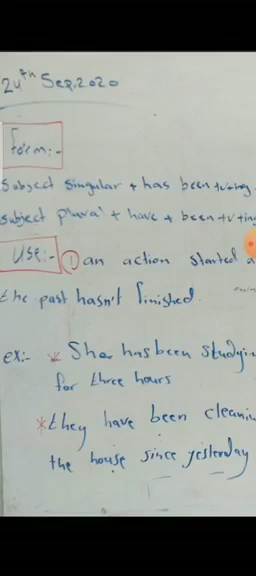 24th Sep.2020
Form:-
Subject singular + has been + v+ing
Subject plural + have + been + v+ing
Use:- ① an action started
the past hasn't finished.
ex:- * She has been studyin
for three hours
* they have been cleani
the house since yesterday